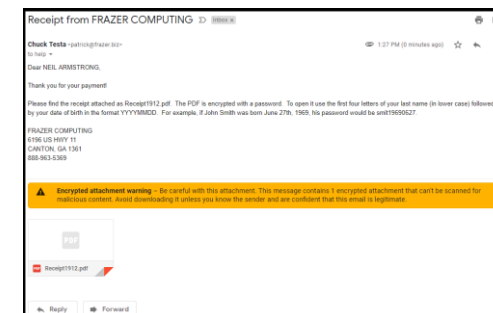 Receipt from FRAZER COMPUTING Inbox x
Chuck Testa <patrick@frazer.biz> 1:27 PM (0 minutes ago)
to help
Dear NEIL ARMSTRONG,
Thank you for your payment!
Please find the receipt attached as Receipt1912.pdf. The PDF is encrypted with a password. To open it use the first four letters of your last name (in lower case) followed
by your date of birth in the format YYYYMMDD. For example, if John Smith was born June 27th, 1969, his password would be smit19690627.
FRAZER COMPUTING
6196 US HWY 11
CANTON, GA 1361
888-963-5369
Encrypted attachment warning – Be careful with this attachment. This message contains 1 encrypted attachment that can't be scanned for
malicious content. Avoid downloading it unless you know the sender and are confident that this email is legitimate.
PDF
PDF Receipt1912.pdf
Reply Forward